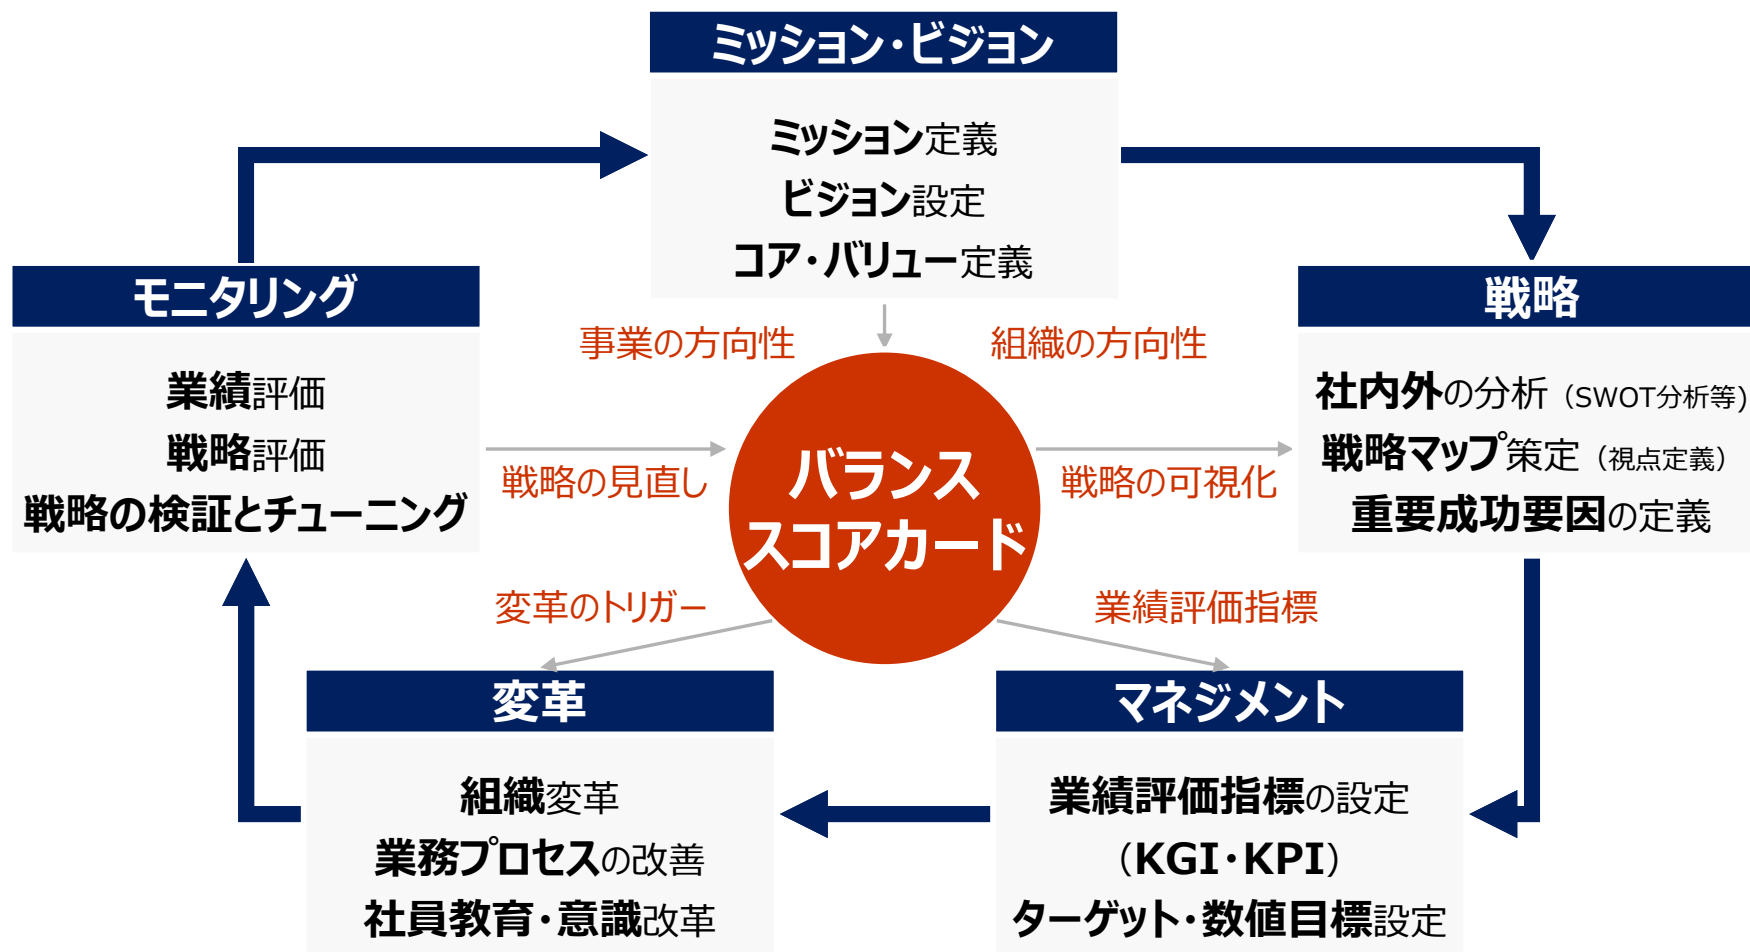 ミッション・ビジョン
ミッション定義
ビジョン設定
コア・バリュー定義
モニタリング
業績評価
戦略評価
戦略の検証とチューニング
戦略
社内外の分析（SWOT分析等)
戦略マップ策定（視点定義）
重要成功要因の定義
事業の方向性
組織の方向性
戦略の見直し
バランス
スコアカード
戦略の可視化
変革のトリガー
業績評価指標
変革
組織変革
業務プロセスの改善
社員教育・意識改革
マネジメント
業績評価指標の設定
（KGI・KPI）
ターゲット・数値目標設定